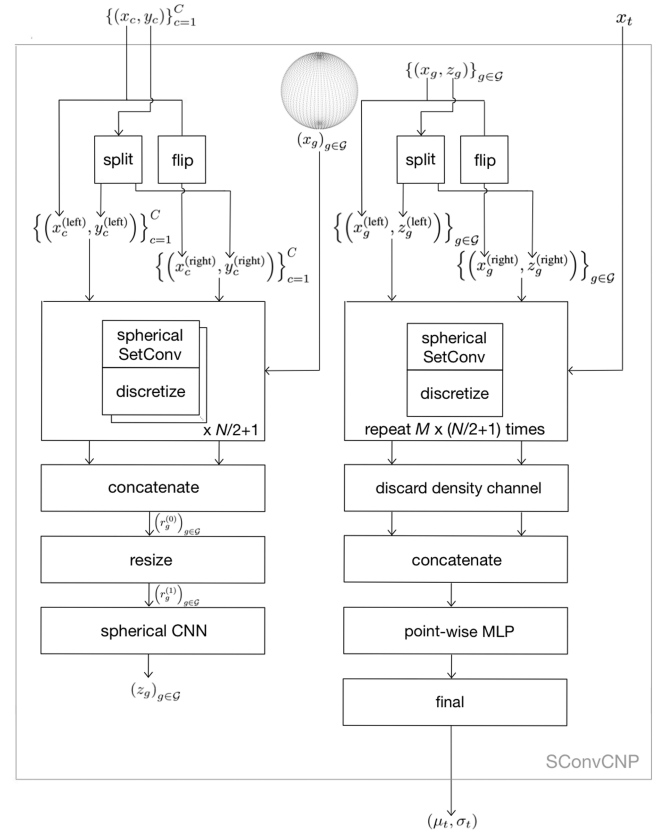 {(x_c, y_c)}_{c=1}^C
x_t
{(x_g, z_g)}_{g∈𝒢}
(x_g)_{g∈𝒢}
split
flip
split
flip
{(x_c^{(left)}, y_c^{(left)})}_{c=1}^C
{(x_g^{(left)}, z_g^{(left)})}_{g∈𝒢}
{(x_c^{(right)}, y_c^{(right)})}_{c=1}^C
{(x_g^{(right)}, z_g^{(right)})}_{g∈𝒢}
spherical
SetConv
discretize
x N/2+1
spherical
SetConv
discretize
repeat M x (N/2+1) times
concatenate
(r_g^{(0)})_{g∈𝒢}
resize
(r_g^{(1)})_{g∈𝒢}
spherical CNN
(z_g)_{g∈𝒢}
discard density channel
concatenate
point-wise MLP
final
SConvCNP
(μ_t, σ_t)